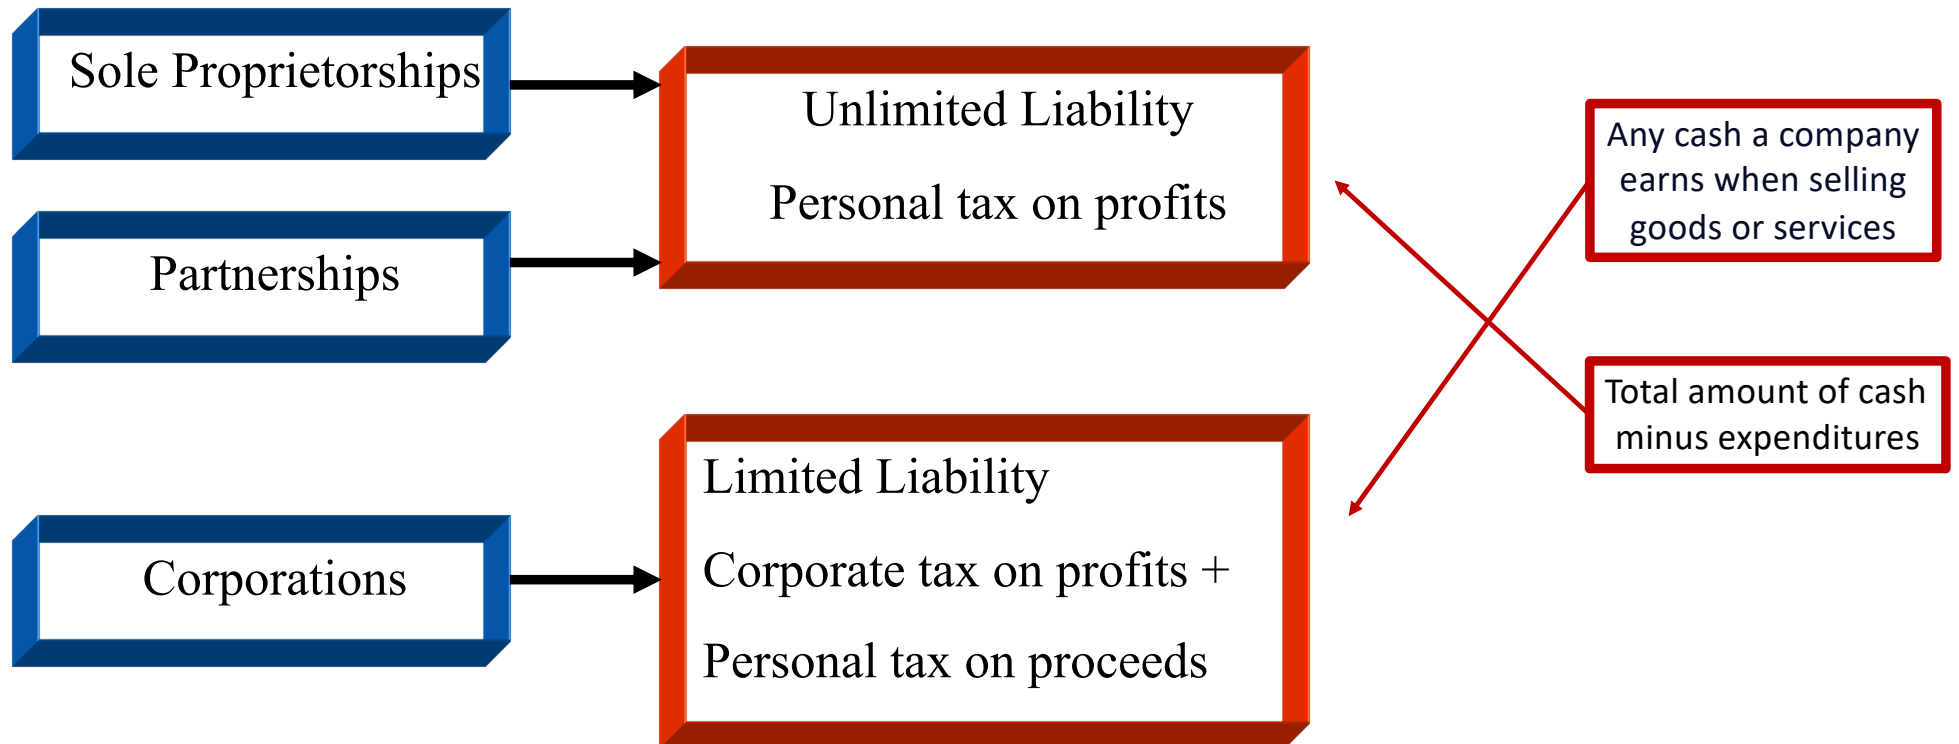 Sole Proprietorships
Partnerships
Corporations
Unlimited Liability
Personal tax on profits
Limited Liability
Corporate tax on profits +
Personal tax on proceeds
Any cash a company
earns when selling
goods or services
Total amount of cash
minus expenditures